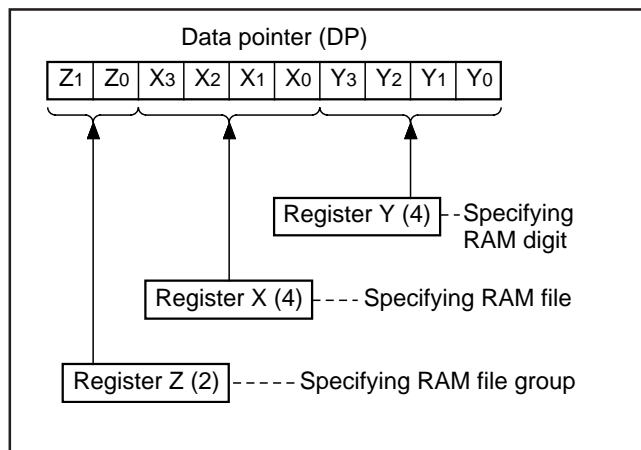 Data pointer (DP)
Z1 Z0 X3 X2 X1 X0 Y3 Y2 Y1 Y0
Register Y (4) Specifying
RAM digit
Register X (4) Specifying RAM file
Register Z (2) Specifying RAM file group